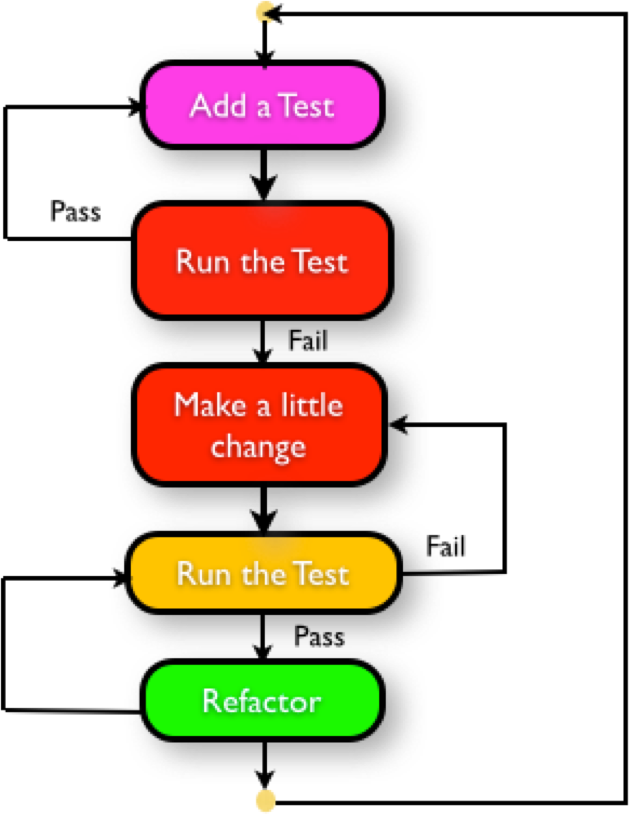 Add a Test
Pass
Run the Test
Fail
Make a little
change
Run the Test
Fail
Pass
Refactor